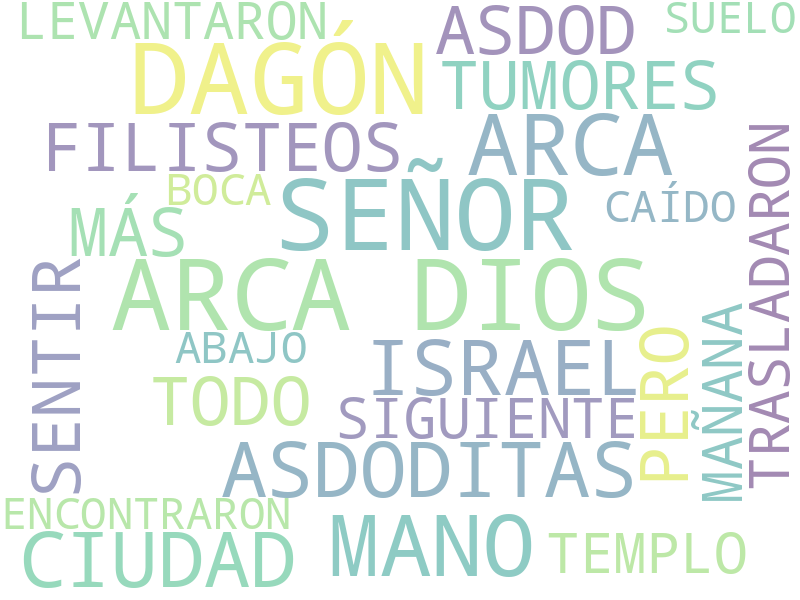 LEVANTARON
ASDOD
SUELO
DAGÓN
TUMORES
FILISTEOS
ARCA
BOCA
SEÑOR
CAÍDO
MÁS
TRASLADARON
ARCA DIOS
SENTIR
ABAJO
ISRAEL
PERO
MAÑANA
TODO
SIGUIENTE
ASDODITAS
ENCONTRARON
CIUDAD
MANO
TEMPLO